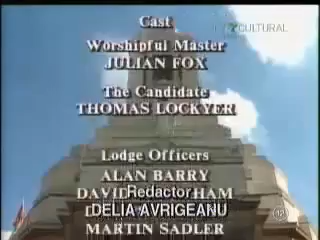 Cast
CULTURAL
Worshipful Master
JULIAN FOX
The Candidate
THOMAS LOCKYER
Lodge Officers
ALAN BARRY
Redactor
DELIA AVRIGEANU
MARTIN SADLER